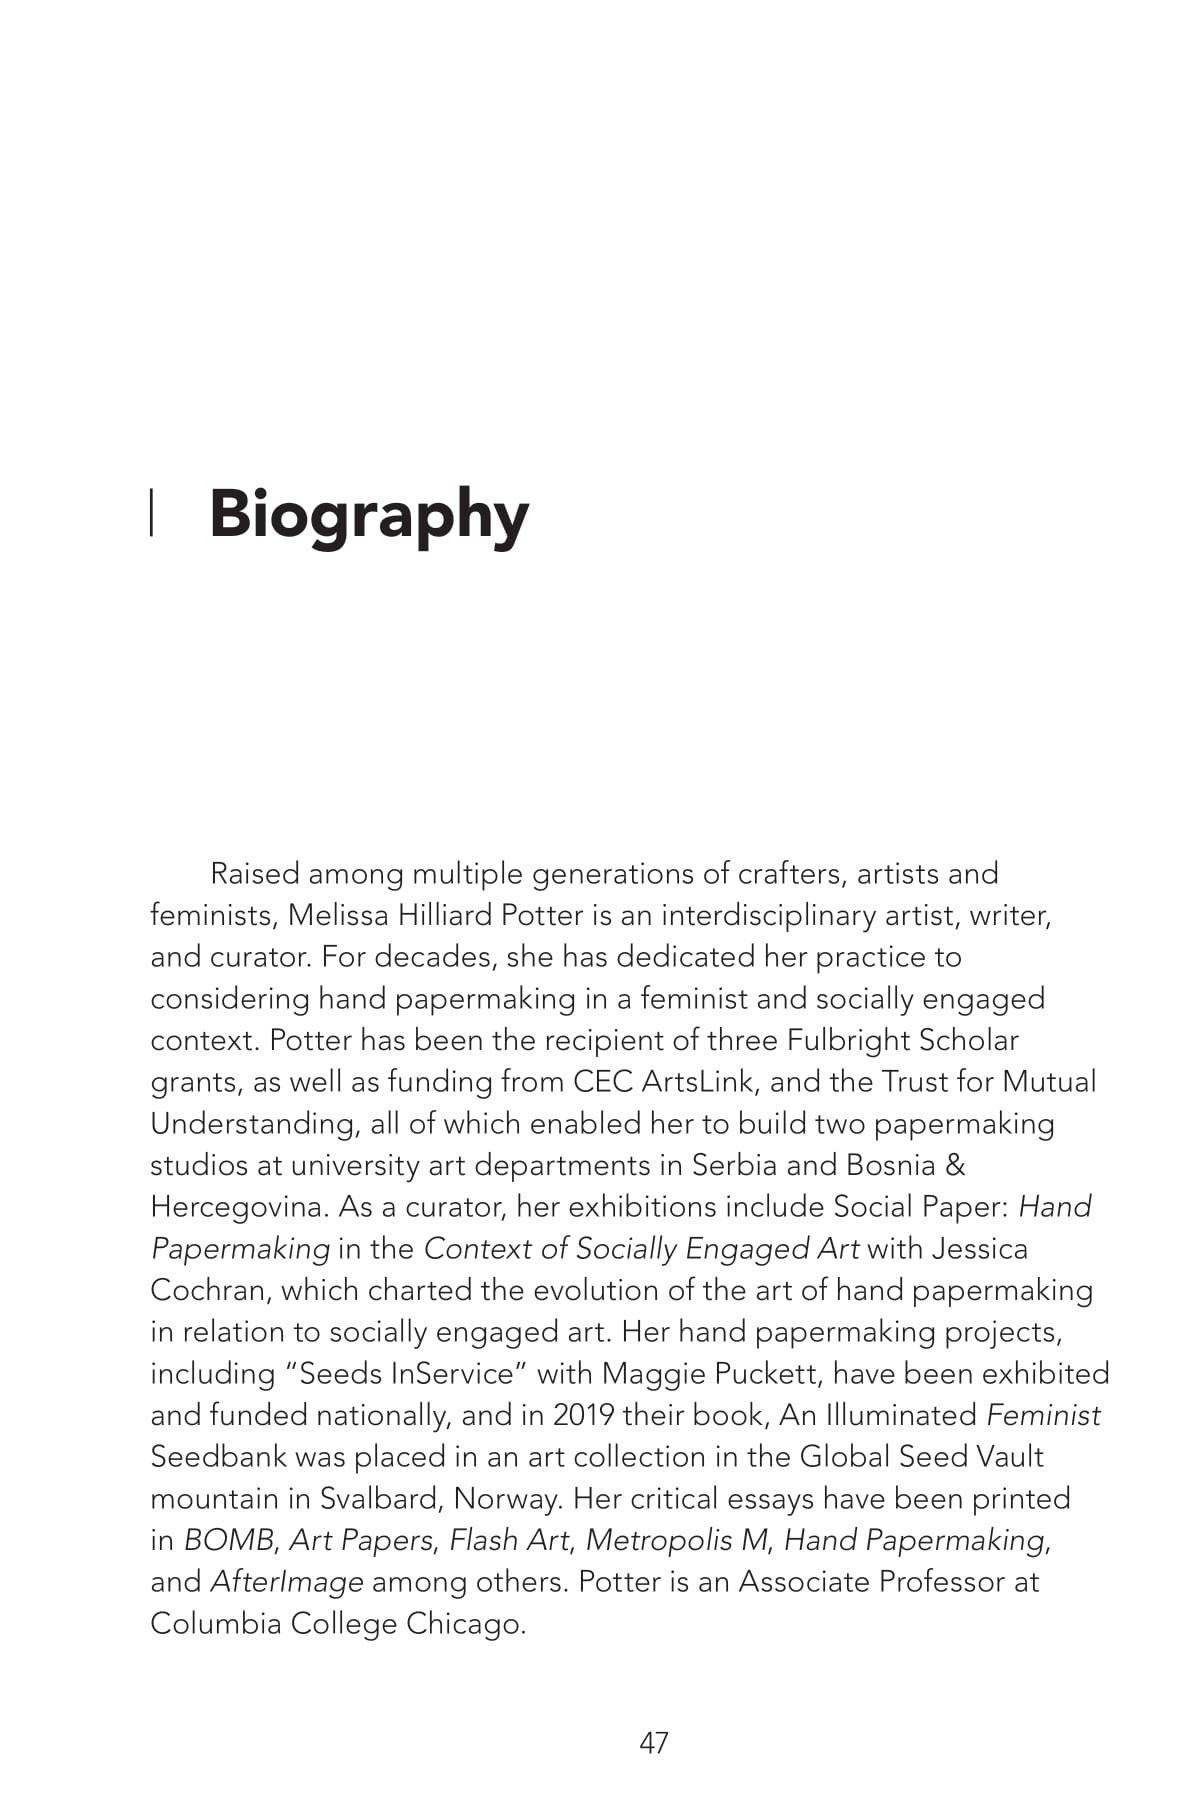 Biography
Raised among multiple generations of crafters, artists and
feminists, Melissa Hilliard Potter is an interdisciplinary artist, writer,
and curator. For decades, she has dedicated her practice to
considering hand papermaking in a feminist and socially engaged
context. Potter has been the recipient of three Fulbright Scholar
grants, as well as funding from CEC ArtsLink, and the Trust for Mutual
Understanding, all of which enabled her to build two papermaking
studios at university art departments in Serbia and Bosnia &
Hercegovina. As a curator, her exhibitions include Social Paper: Hand
Papermaking in the Context of Socially Engaged Art with Jessica
Cochran, which charted the evolution of the art of hand papermaking
in relation to socially engaged art. Her hand papermaking projects,
including “Seeds InService” with Maggie Puckett, have been exhibited
and funded nationally, and in 2019 their book, An Illuminated Feminist
Seedbank was placed in an art collection in the Global Seed Vault
mountain in Svalbard, Norway. Her critical essays have been printed
in BOMB, Art Papers, Flash Art, Metropolis M, Hand Papermaking,
and AfterImage among others. Potter is an Associate Professor at
Columbia College Chicago.
47